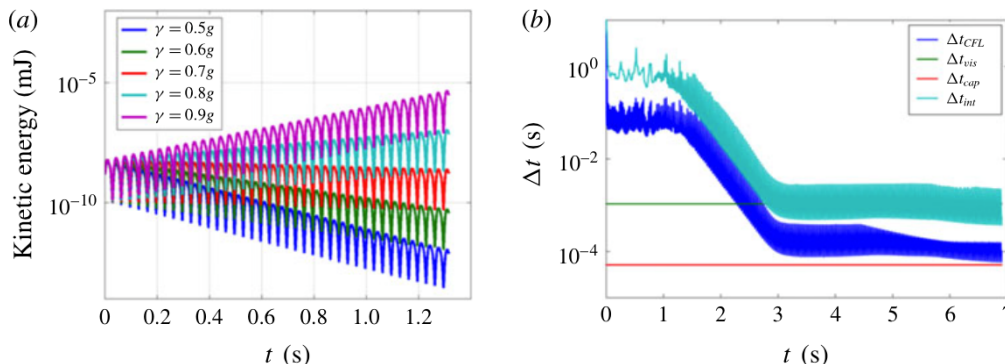 (a)
γ = 0.5g
γ = 0.6g
γ = 0.7g
γ = 0.8g
γ = 0.9g
Kinetic energy (mJ)
10⁻⁵
10⁻¹⁰
0 0.2 0.4 0.6 0.8 1.0 1.2
t (s)
(b)
Δt_CFL
Δt_vis
Δt_cap
Δt_int
Δt (s)
10⁰
10⁻²
10⁻⁴
0 1 2 3 4 5 6 7
t (s)